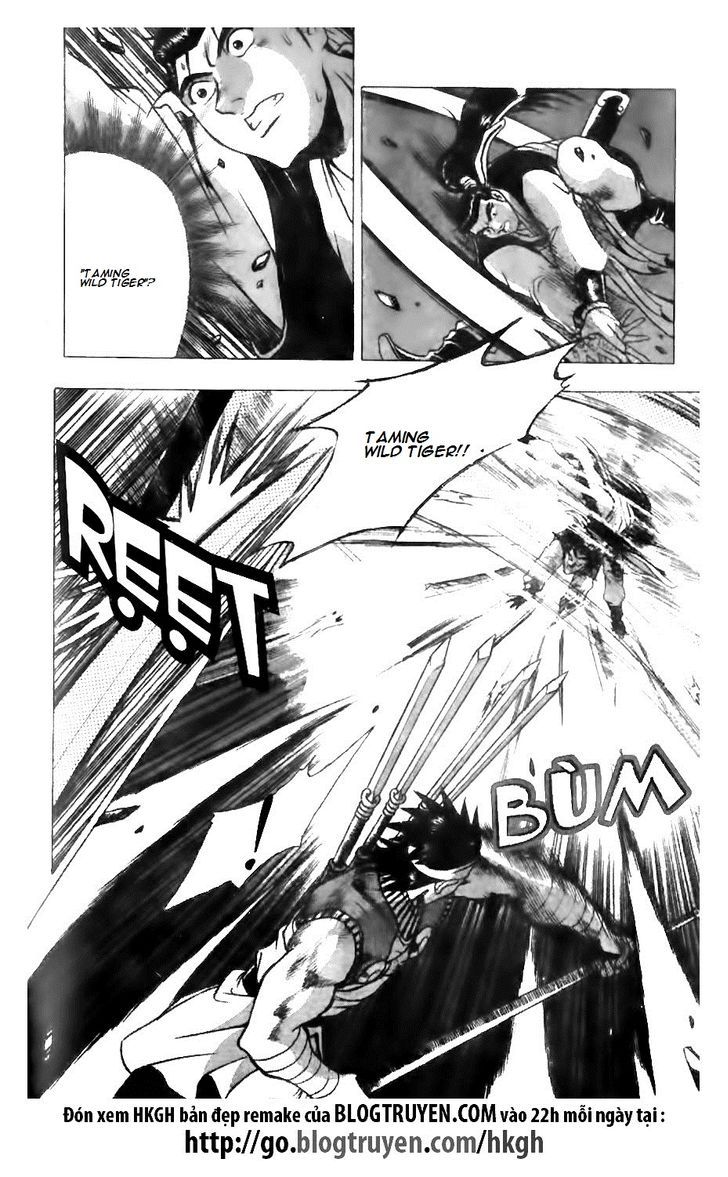 "TAMING
WILD TIGER"?
TAMING
WILD TIGER!!
RẸẸT
!
BÙM
Đón xem HKGH bản đẹp remake của BLOGTRUYEN.COM vào 22h mỗi ngày tại :
http://go.blogtruyen.com/hkgh